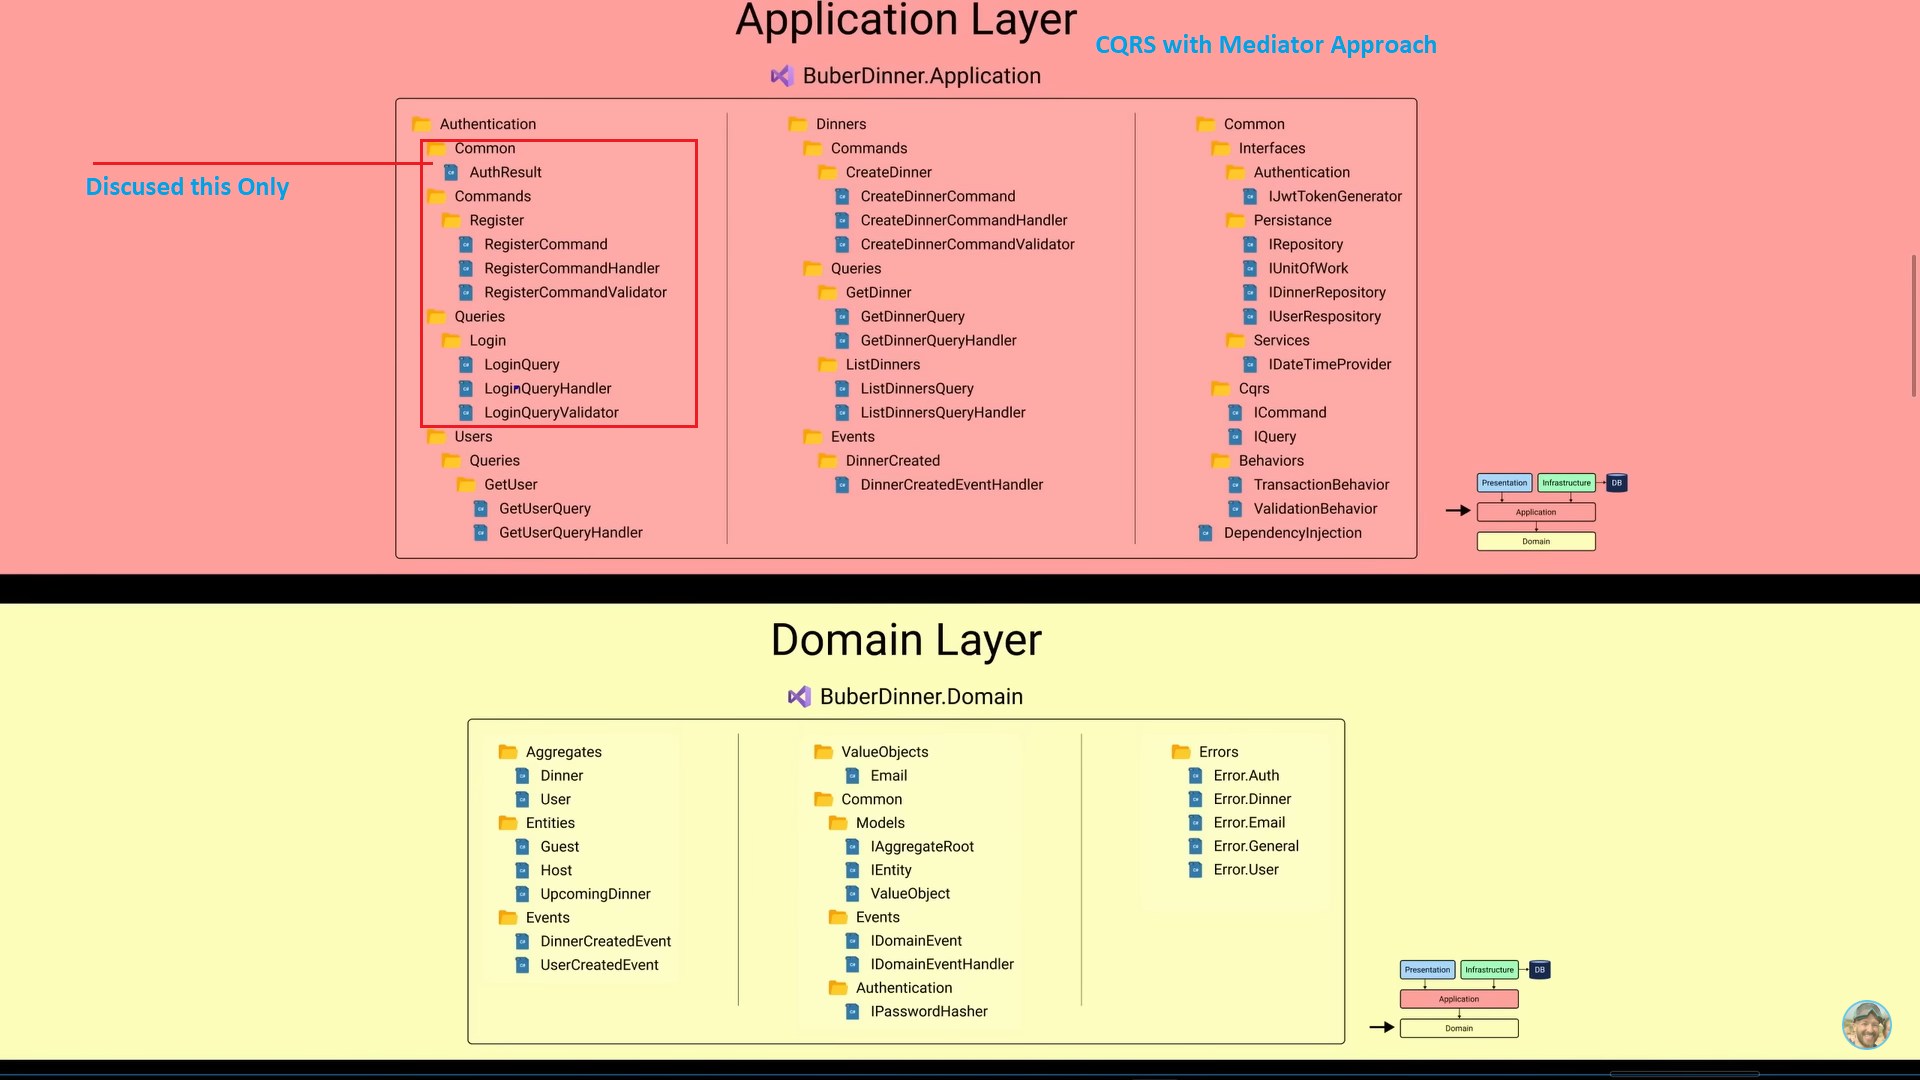 Application Layer
CQRS with Mediator Approach
BuberDinner.Application
Discused this Only
Authentication
Common
AuthResult
Commands
Register
RegisterCommand
RegisterCommandHandler
RegisterCommandValidator
Queries
Login
LoginQuery
LoginQueryHandler
LoginQueryValidator
Users
Queries
GetUser
GetUserQuery
GetUserQueryHandler
Dinners
Commands
CreateDinner
CreateDinnerCommand
CreateDinnerCommandHandler
CreateDinnerCommandValidator
Queries
GetDinner
GetDinnerQuery
GetDinnerQueryHandler
ListDinners
ListDinnersQuery
ListDinnersQueryHandler
Events
DinnerCreated
DinnerCreatedEventHandler
Common
Interfaces
Authentication
IJwtTokenGenerator
Persistance
IRepository
IUnitOfWork
IDinnerRepository
IUserRespository
Services
IDateTimeProvider
Cqrs
ICommand
IQuery
Behaviors
TransactionBehavior
ValidationBehavior
DependencyInjection
Presentation
Infrastructure
DB
Application
Domain
Domain Layer
BuberDinner.Domain
Aggregates
Dinner
User
Entities
Guest
Host
UpcomingDinner
Events
DinnerCreatedEvent
UserCreatedEvent
ValueObjects
Email
Common
Models
IAggregateRoot
IEntity
ValueObject
Events
IDomainEvent
IDomainEventHandler
Authentication
IPasswordHasher
Errors
Error.Auth
Error.Dinner
Error.Email
Error.General
Error.User
Presentation
Infrastructure
DB
Application
Domain